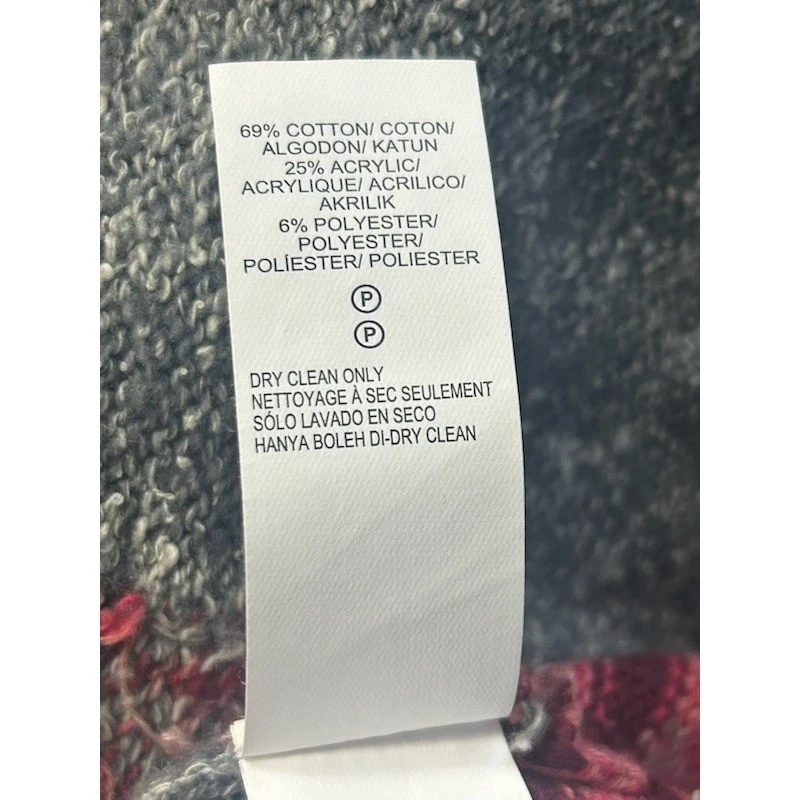 69% COTTON/ COTON/
ALGODON/ KATUN
25% ACRYLIC/
ACRYLIQUE/ ACRILICO/
AKRILIK
6% POLYESTER/
POLYESTER/
POLÍESTER/ POLIESTER
P
P
DRY CLEAN ONLY
NETTOYAGE À SEC SEULEMENT
SÓLO LAVADO EN SECO
HANYA BOLEH DI-DRY CLEAN